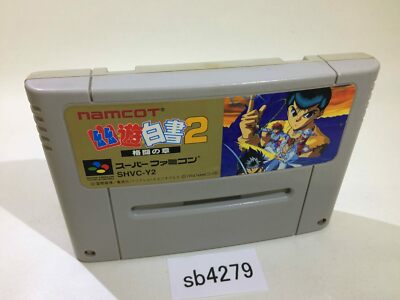 namcot
幽遊白書2
格闘の章
スーパーファミコン
SHVC-Y2
sb4279